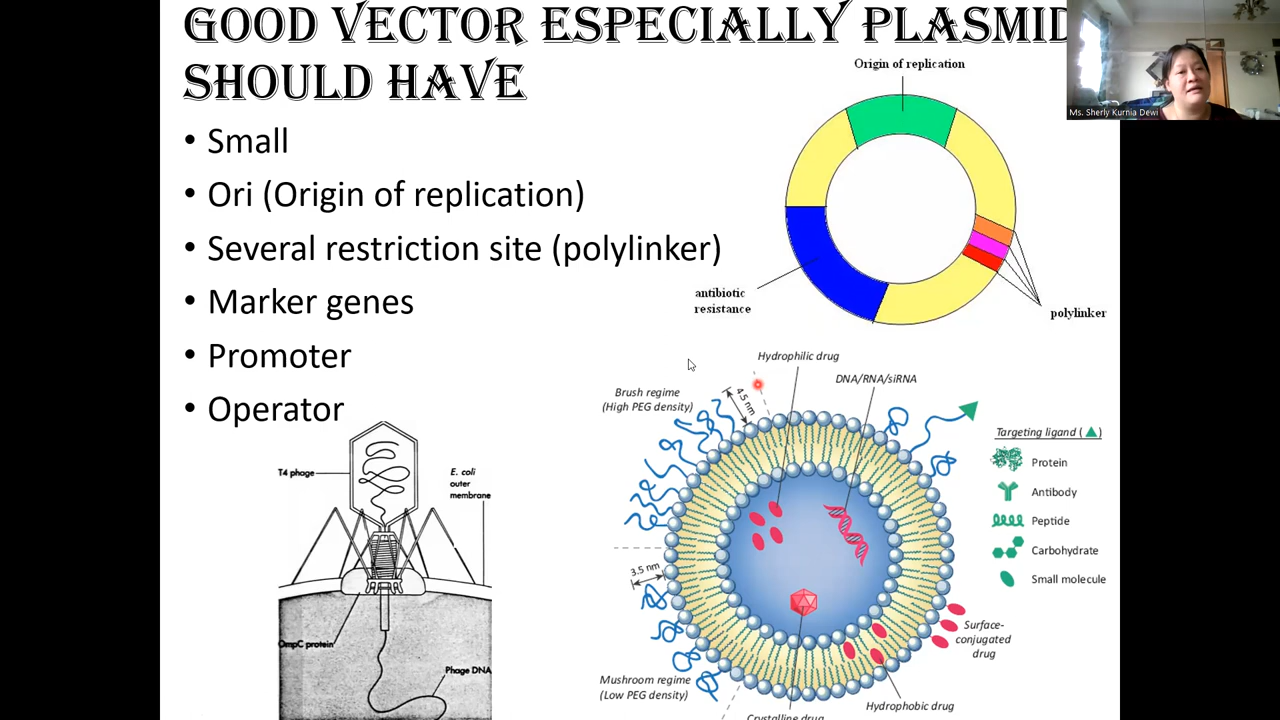 GOOD VECTOR ESPECIALLY PLASMID
SHOULD HAVE
• Small
• Ori (Origin of replication)
• Several restriction site (polylinker)
• Marker genes
• Promoter
• Operator
Origin of replication
antibiotic
resistance
polylinker
Ms. Sherly Kurnia Dewi
T4 phage
E. coli
outer
membrane
OmpC protein
Phage DNA
Hydrophilic drug
DNA/RNA/siRNA
Brush regime
(High PEG density)
4.5 nm
Targeting ligand ( )
Protein
Antibody
Peptide
Carbohydrate
Small molecule
3.5 nm
Surface-
conjugated
drug
Mushroom regime
(Low PEG density)
Hydrophobic drug
Crystalline drug